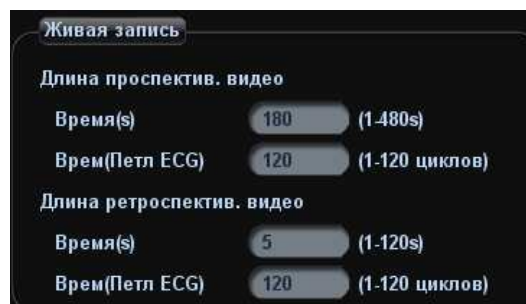 Живая запись
Длина проспектив. видео
Время(s) 180 (1-480s)
Врем(Петл ECG) 120 (1-120 циклов)
Длина ретроспектив. видео
Время(s) 5 (1-120s)
Врем(Петл ECG) 120 (1-120 циклов)